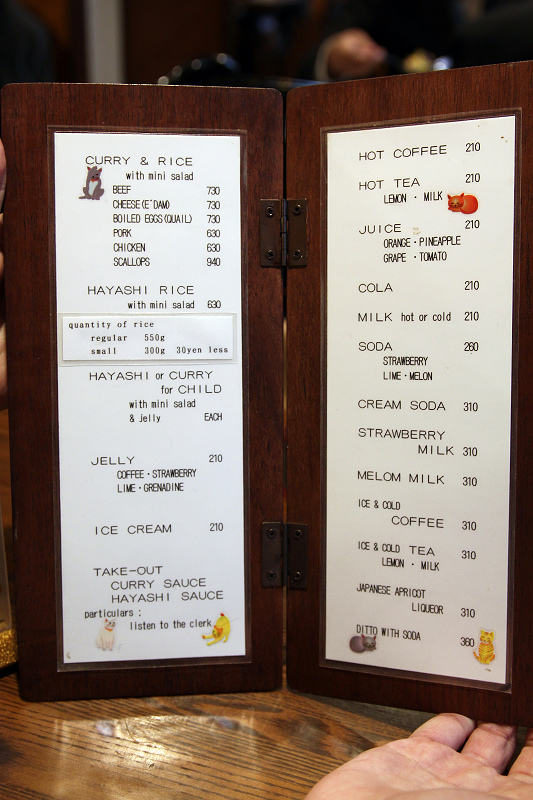 CURRY & RICE
with mini salad
BEEF 730
CHEESE(E'DAM) 730
BOILED EGGS(QUAIL) 730
PORK 630
CHICKEN 630
SCALLOPS 940
HAYASHI RICE
with mini salad 630
quantity of rice
regular 550g
small 300g 30yen less
HAYASHI or CURRY
for CHILD
with mini salad
& jelly EACH
JELLY 210
COFFEE・STRAWBERRY
LIME・GRENADINE
ICE CREAM 210
TAKE-OUT
CURRY SAUCE
HAYASHI SAUCE
particulars :
listen to the clerk
HOT COFFEE 210
HOT TEA 210
LEMON ・ MILK
JUICE 210
ORANGE・PINEAPPLE
GRAPE ・TOMATO
COLA 210
MILK hot or cold 210
SODA 260
STRAWBERRY
LIME・MELON
CREAM SODA 310
STRAWBERRY
MILK 310
MELOM MILK 310
ICE & COLD
COFFEE 310
ICE & COLD TEA 310
LEMON ・ MILK
JAPANESE APRICOT
LIQUEUR 310
DITTO WITH SODA 360